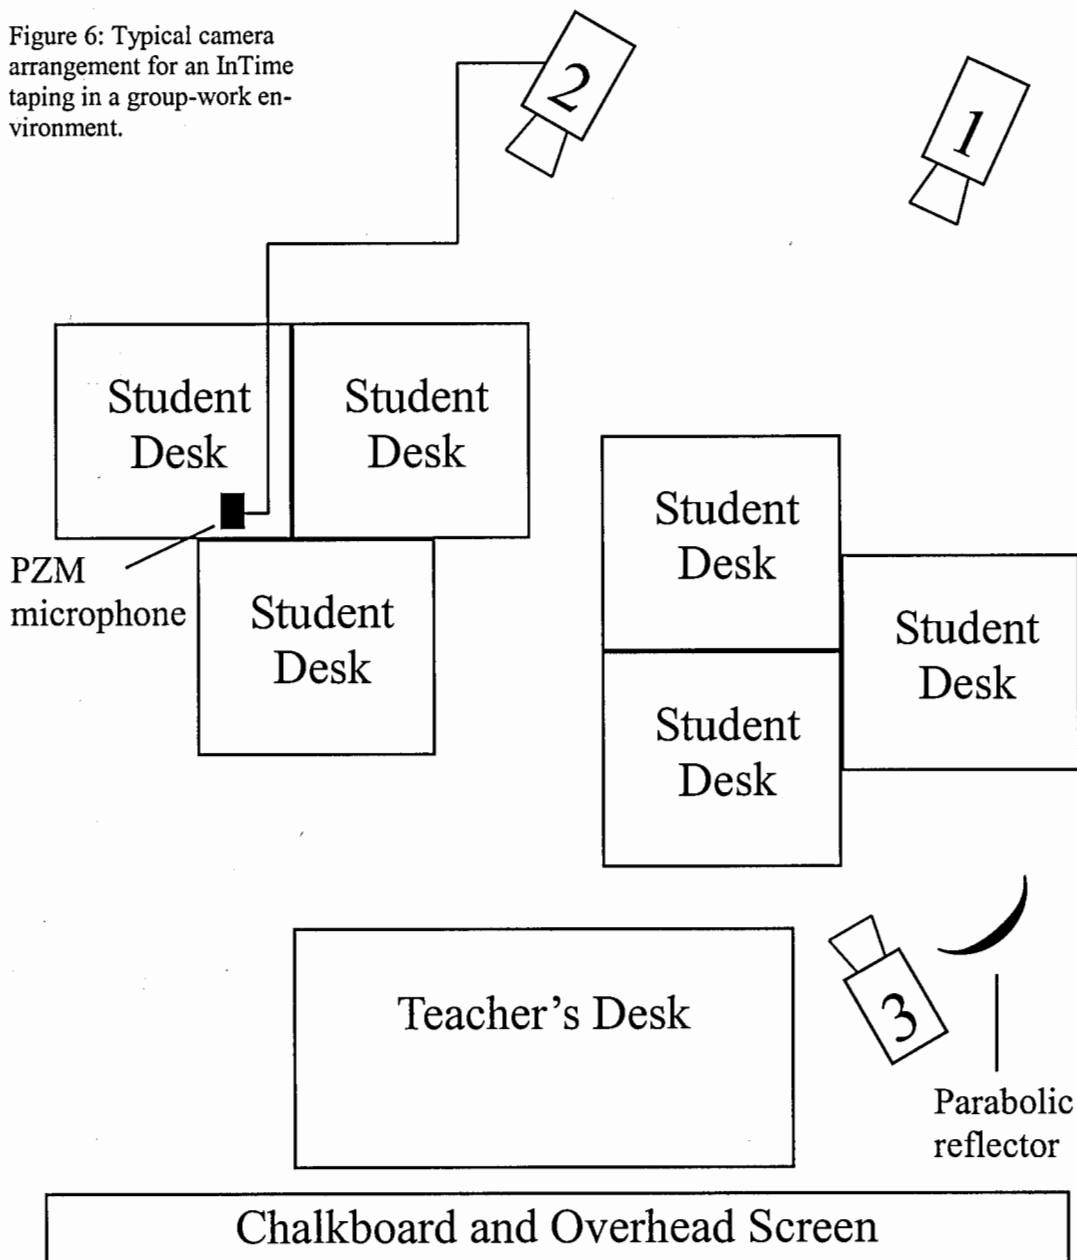 Figure 6: Typical camera
arrangement for an InTime
taping in a group-work en-
vironment.
2
1
Student
Desk
Student
Desk
Student
Desk
Student
Desk
PZM
microphone
Student
Desk
Student
Desk
3
Teacher's Desk
Parabolic
reflector
Chalkboard and Overhead Screen